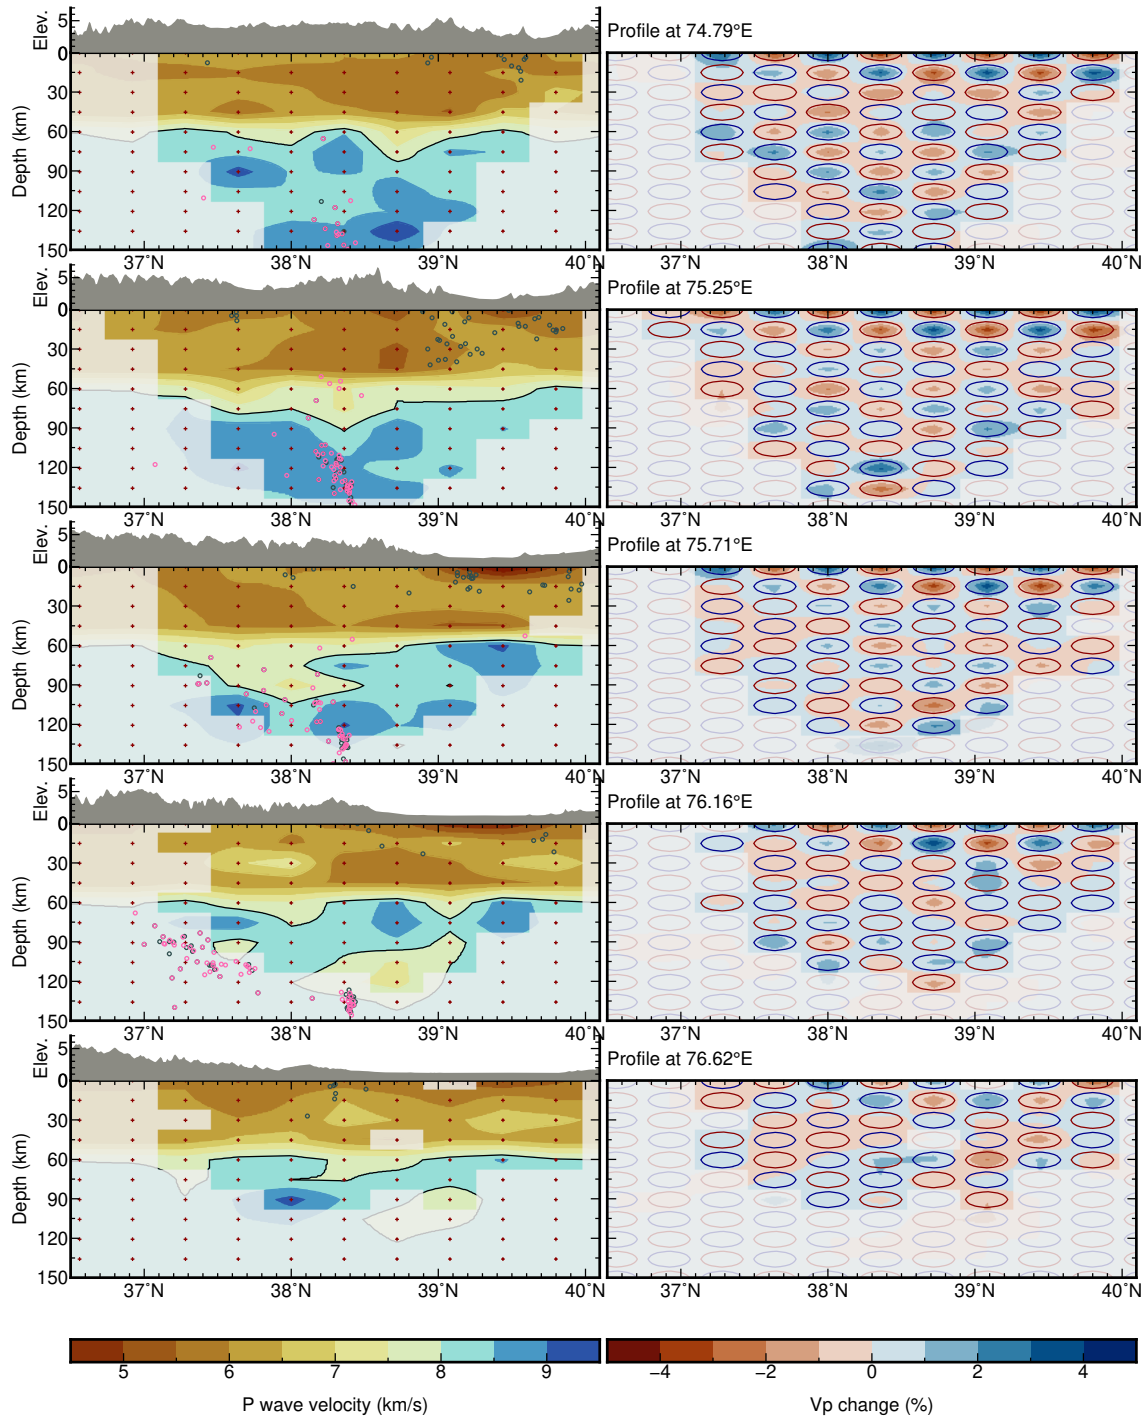 Elev.
5
0
Profile at 74.79°E
Depth (km)
0
30
60
90
120
150
37˚N 38˚N 39˚N 40˚N
37˚N 38˚N 39˚N 40˚N
Elev.
5
0
Profile at 75.25°E
Depth (km)
0
30
60
90
120
150
37˚N 38˚N 39˚N 40˚N
37˚N 38˚N 39˚N 40˚N
Elev.
5
0
Profile at 75.71°E
Depth (km)
0
30
60
90
120
150
37˚N 38˚N 39˚N 40˚N
37˚N 38˚N 39˚N 40˚N
Elev.
5
0
Profile at 76.16°E
Depth (km)
0
30
60
90
120
150
37˚N 38˚N 39˚N 40˚N
37˚N 38˚N 39˚N 40˚N
Elev.
5
0
Profile at 76.62°E
Depth (km)
0
30
60
90
120
150
37˚N 38˚N 39˚N 40˚N
37˚N 38˚N 39˚N 40˚N
5 6 7 8 9
P wave velocity (km/s)
−4 −2 0 2 4
Vp change (%)